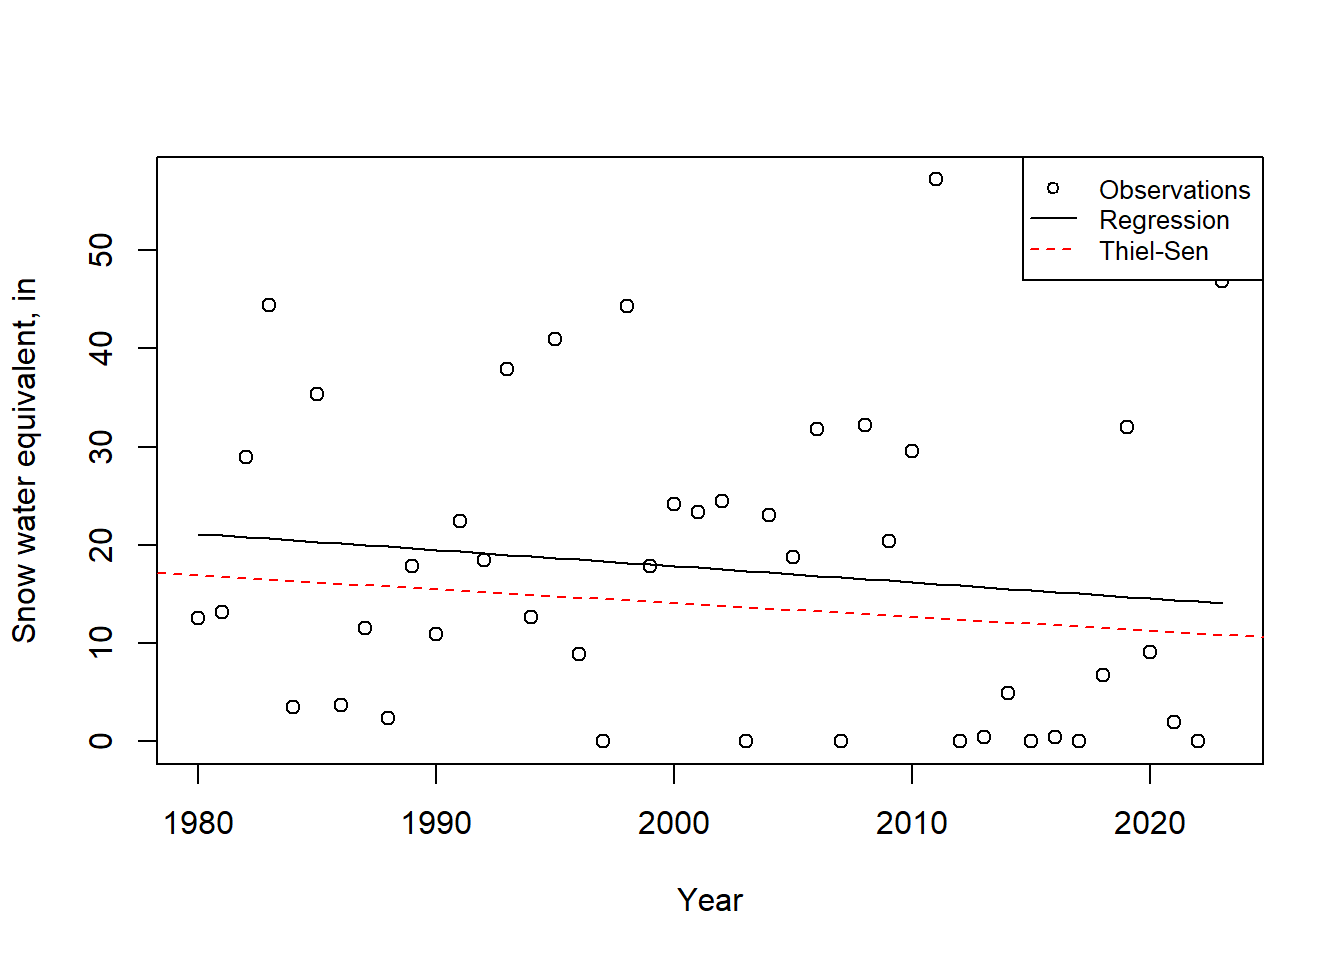 Observations
Regression
Thiel-Sen
Snow water equivalent, in
50
40
30
20
10
0
1980 1990 2000 2010 2020
Year